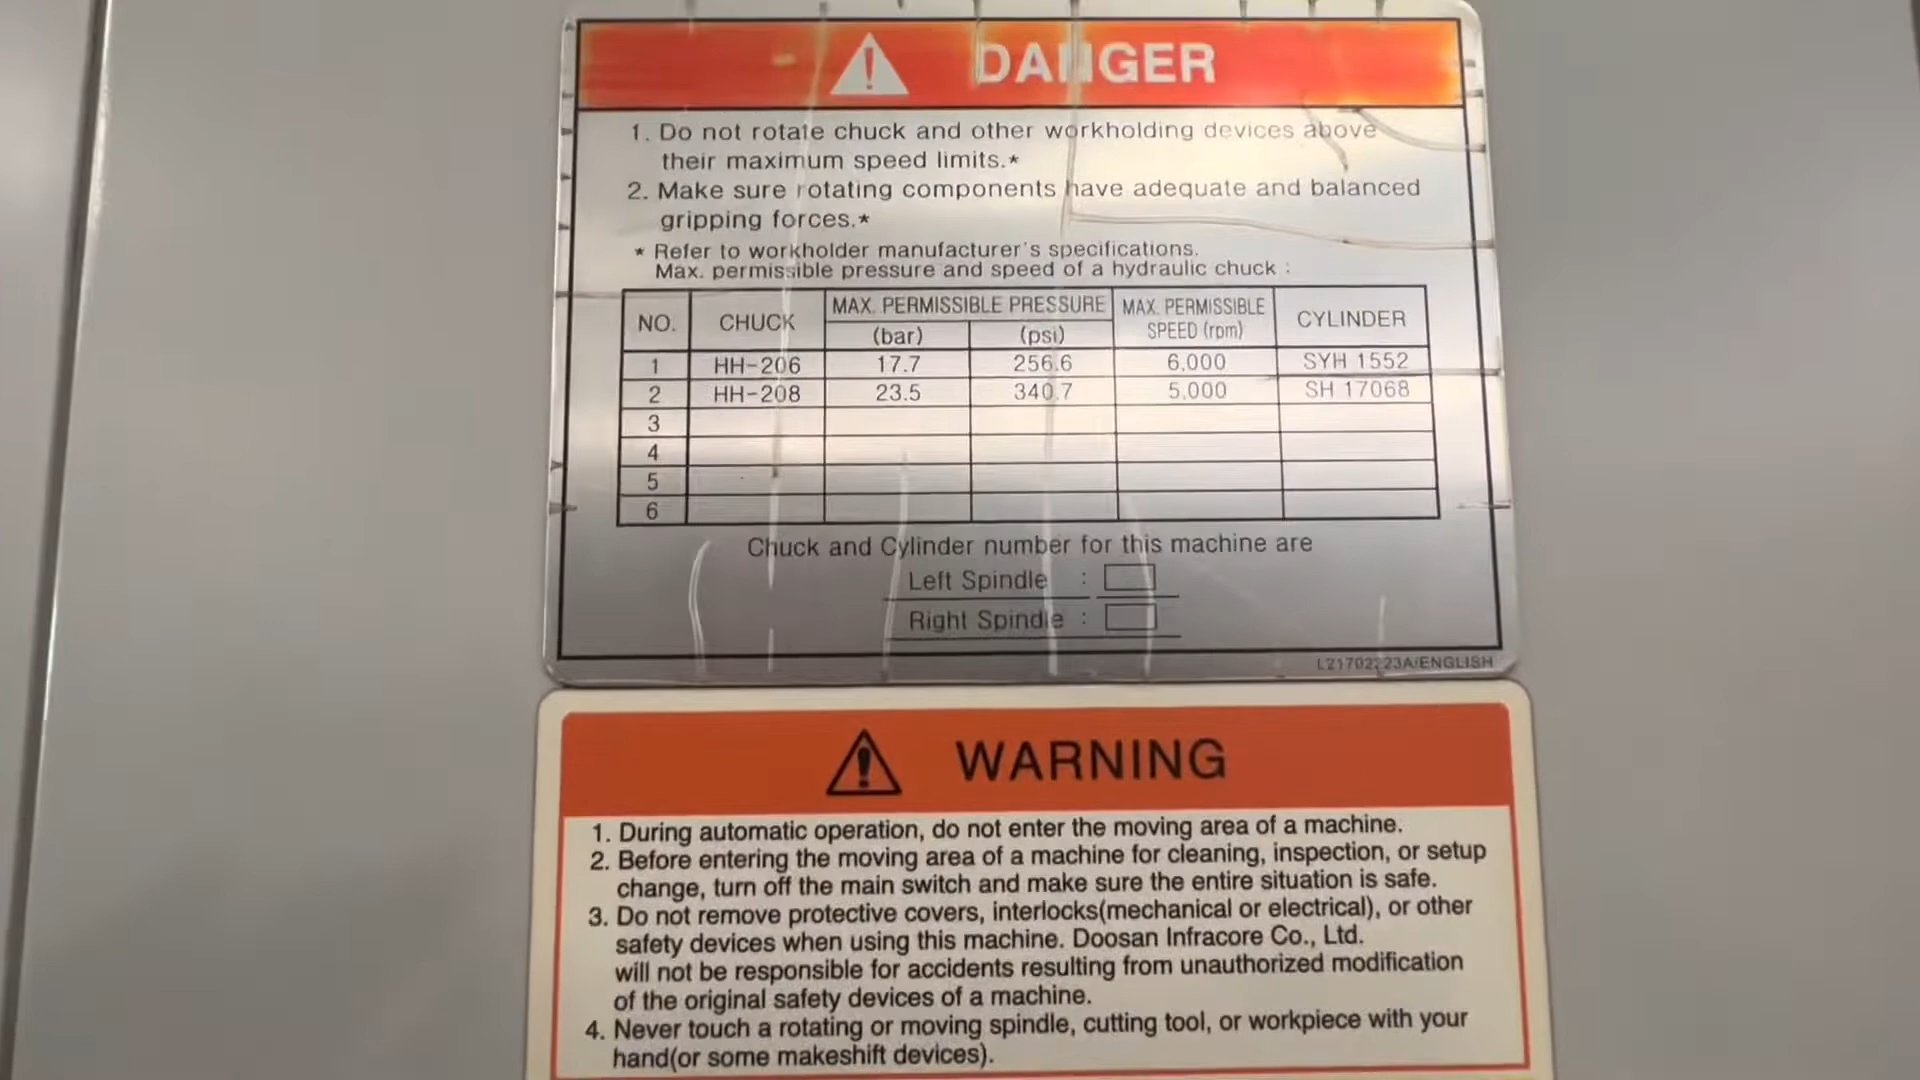 DANGER
1. Do not rotate chuck and other workholding devices above
their maximum speed limits.*
2. Make sure rotating components have adequate and balanced
gripping forces.*
* Refer to workholder manufacturer's specifications.
Max. permissible pressure and speed of a hydraulic chuck :
NO. CHUCK MAX. PERMISSIBLE PRESSURE MAX. PERMISSIBLE CYLINDER
(bar) (psi) SPEED (rpm)
1 HH-206 17.7 256.6 6,000 SYH 1552
2 HH-208 23.5 340.7 5,000 SH 17068
3
4
5
6
Chuck and Cylinder number for this machine are
Left Spindle :
Right Spindle :
WARNING
1. During automatic operation, do not enter the moving area of a machine.
2. Before entering the moving area of a machine for cleaning, inspection, or setup
change, turn off the main switch and make sure the entire situation is safe.
3. Do not remove protective covers, interlocks(mechanical or electrical), or other
safety devices when using this machine. Doosan Infracore Co., Ltd.
will not be responsible for accidents resulting from unauthorized modification
of the original safety devices of a machine.
4. Never touch a rotating or moving spindle, cutting tool, or workpiece with your
hand(or some makeshift devices).